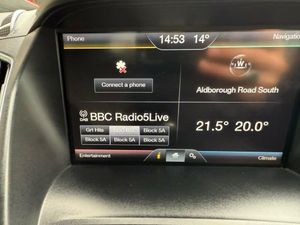 Phone
14:53 14°
Navigation
W
Connect a phone
Aldborough Road South
DAB BBC Radio5Live
Grt Hits
Block 5A
Block 5A Block 5A Block 5A
21.5° 20.0°
Entertainment
i
Climate